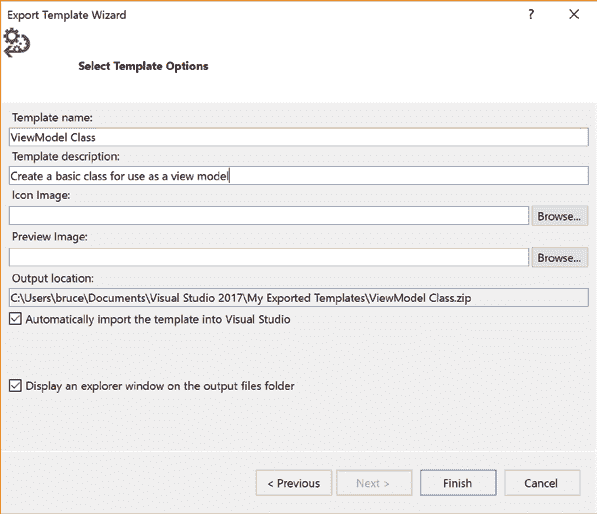 Export Template Wizard
?
Select Template Options
Template name:
ViewModel Class
Template description:
Create a basic class for use as a view model
Icon Image:
Browse...
Preview Image:
Browse...
Output location:
C:\Users\bruce\Documents\Visual Studio 2017\My Exported Templates\ViewModel Class.zip
Automatically import the template into Visual Studio
Display an explorer window on the output files folder
< Previous Next > Finish Cancel